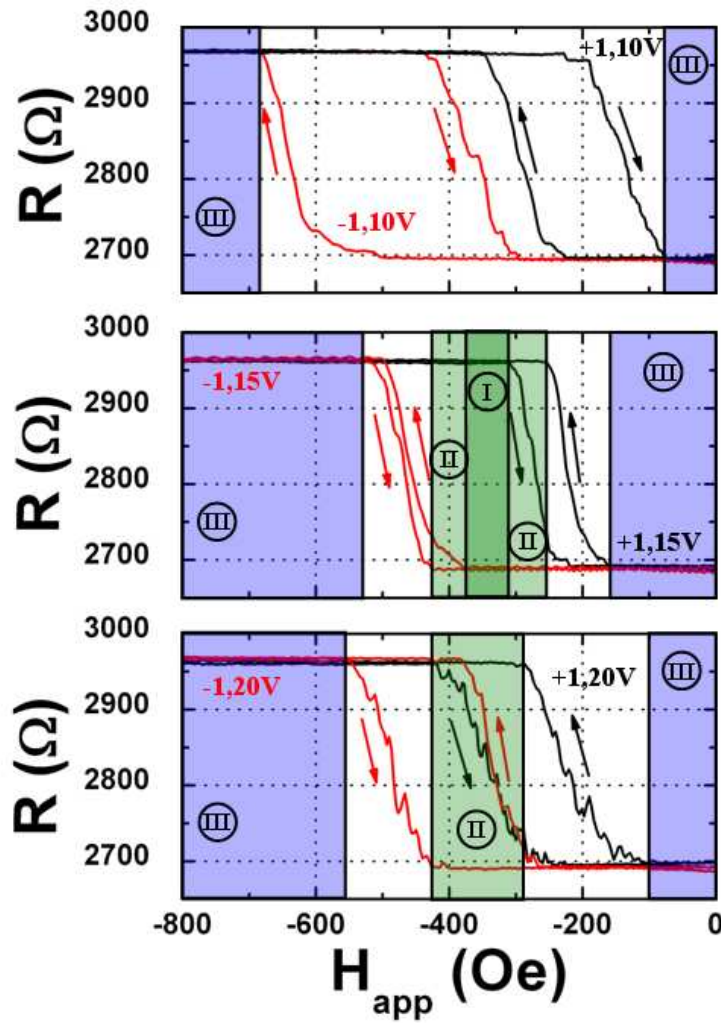 3000
+1,10V
III
2900
R (Ω)
2800
III
-1,10V
2700
3000
-1,15V
III
I
2900
II
R (Ω)
2800
III
II
+1,15V
2700
3000
-1,20V
+1,20V
III
2900
R (Ω)
2800
III
II
2700
-800 -600 -400 -200 0
H app (Oe)